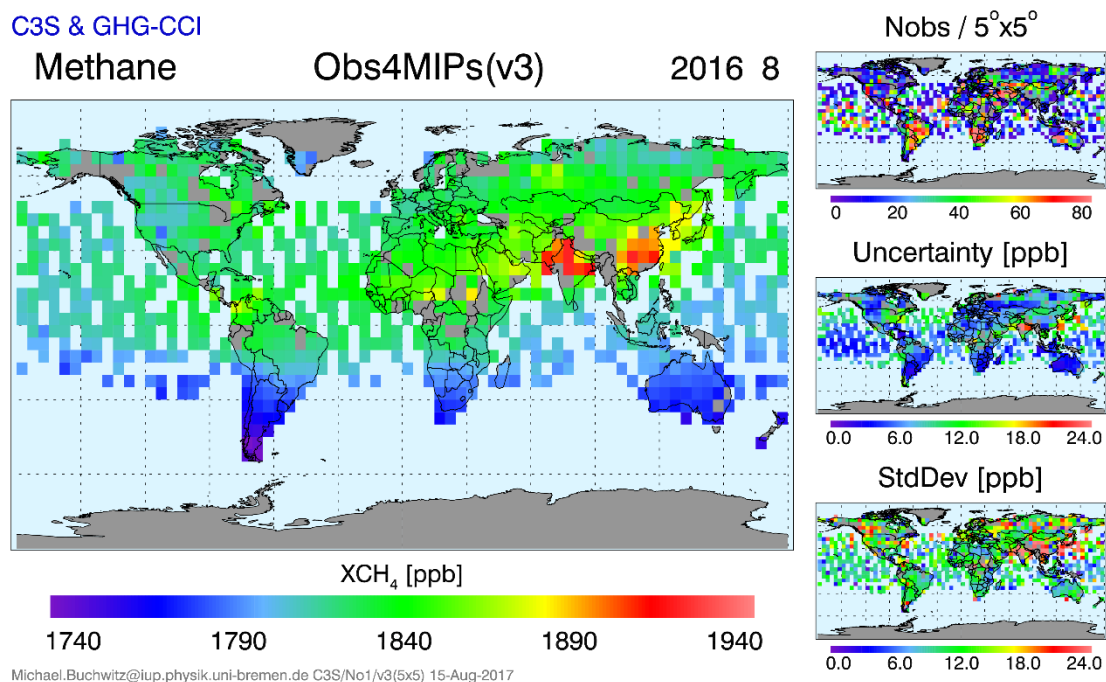 C3S & GHG-CCI
Methane Obs4MIPs(v3) 2016 8
XCH₄ [ppb]
1740 1790 1840 1890 1940
Michael.Buchwitz@iup.physik.uni-bremen.de C3S/No1/v3(5x5) 15-Aug-2017
Nobs / 5°x5°
0 20 40 60 80
Uncertainty [ppb]
0.0 6.0 12.0 18.0 24.0
StdDev [ppb]
0.0 6.0 12.0 18.0 24.0